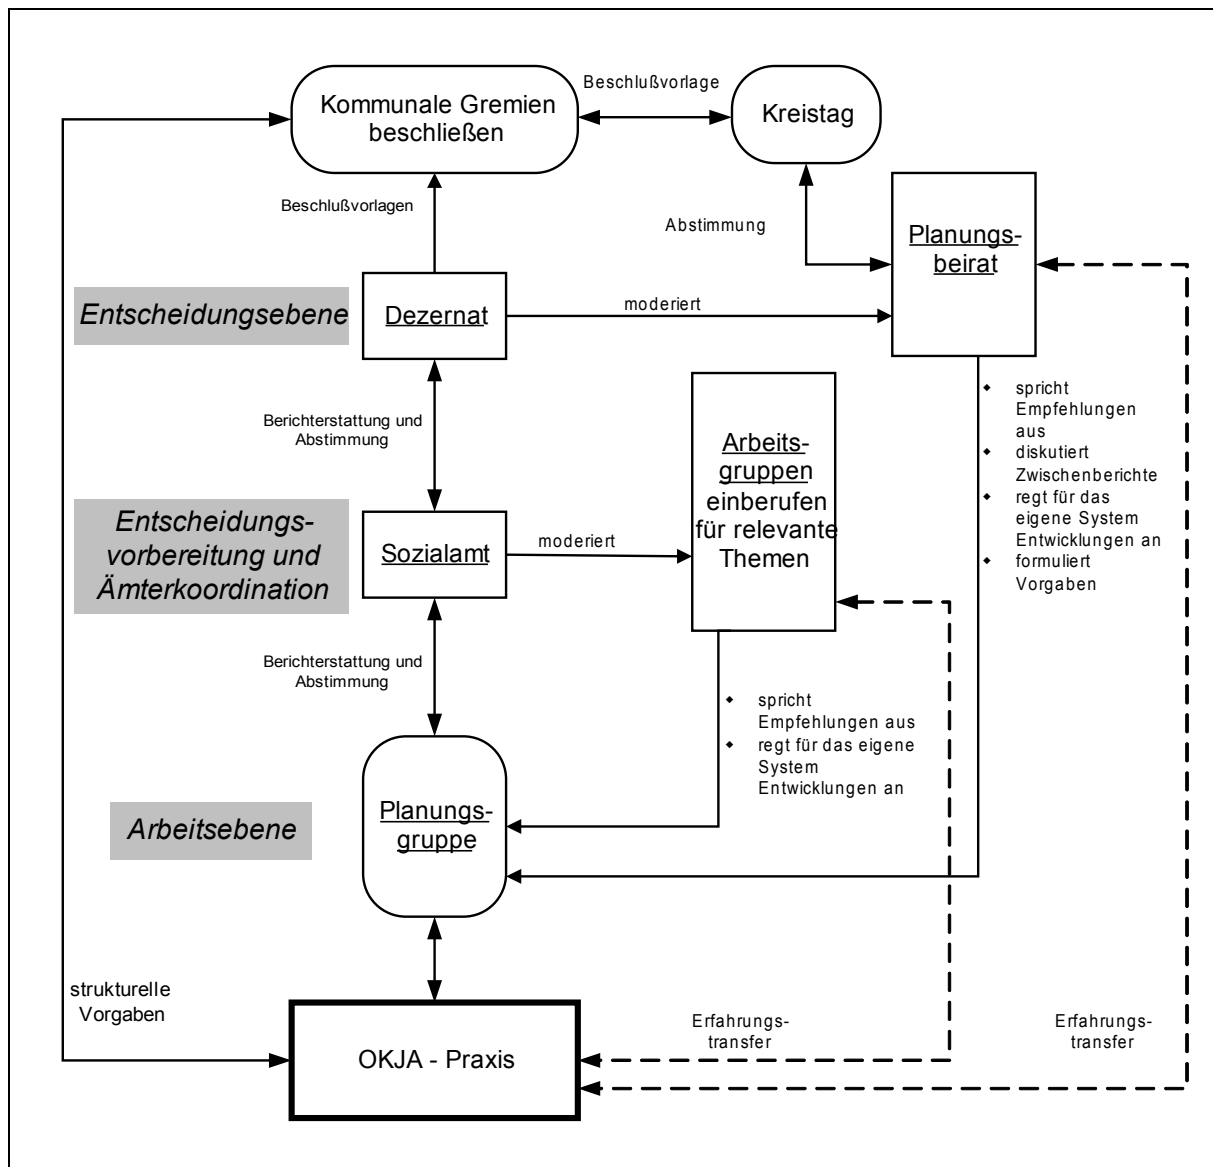 Kommunale Gremien
beschließen
Beschlußvorlage
Kreistag
Beschlußvorlagen
Abstimmung
Planungs-
beirat
Entscheidungsebene
Dezernat
moderiert
Berichterstattung und
Abstimmung
Arbeits-
gruppen
einberufen
für relevante
Themen
spricht
Empfehlungen
aus
diskutiert
Zwischenberichte
regt für das
eigene System
Entwicklungen an
formuliert
Vorgaben
Entscheidungs-
vorbereitung und
Ämterkoordination
Sozialamt
moderiert
Berichterstattung und
Abstimmung
spricht
Empfehlungen aus
regt für das eigene
System
Entwicklungen an
Arbeitsebene
Planungs-
gruppe
strukturelle
Vorgaben
OKJA - Praxis
Erfahrungs-
transfer
Erfahrungs-
transfer